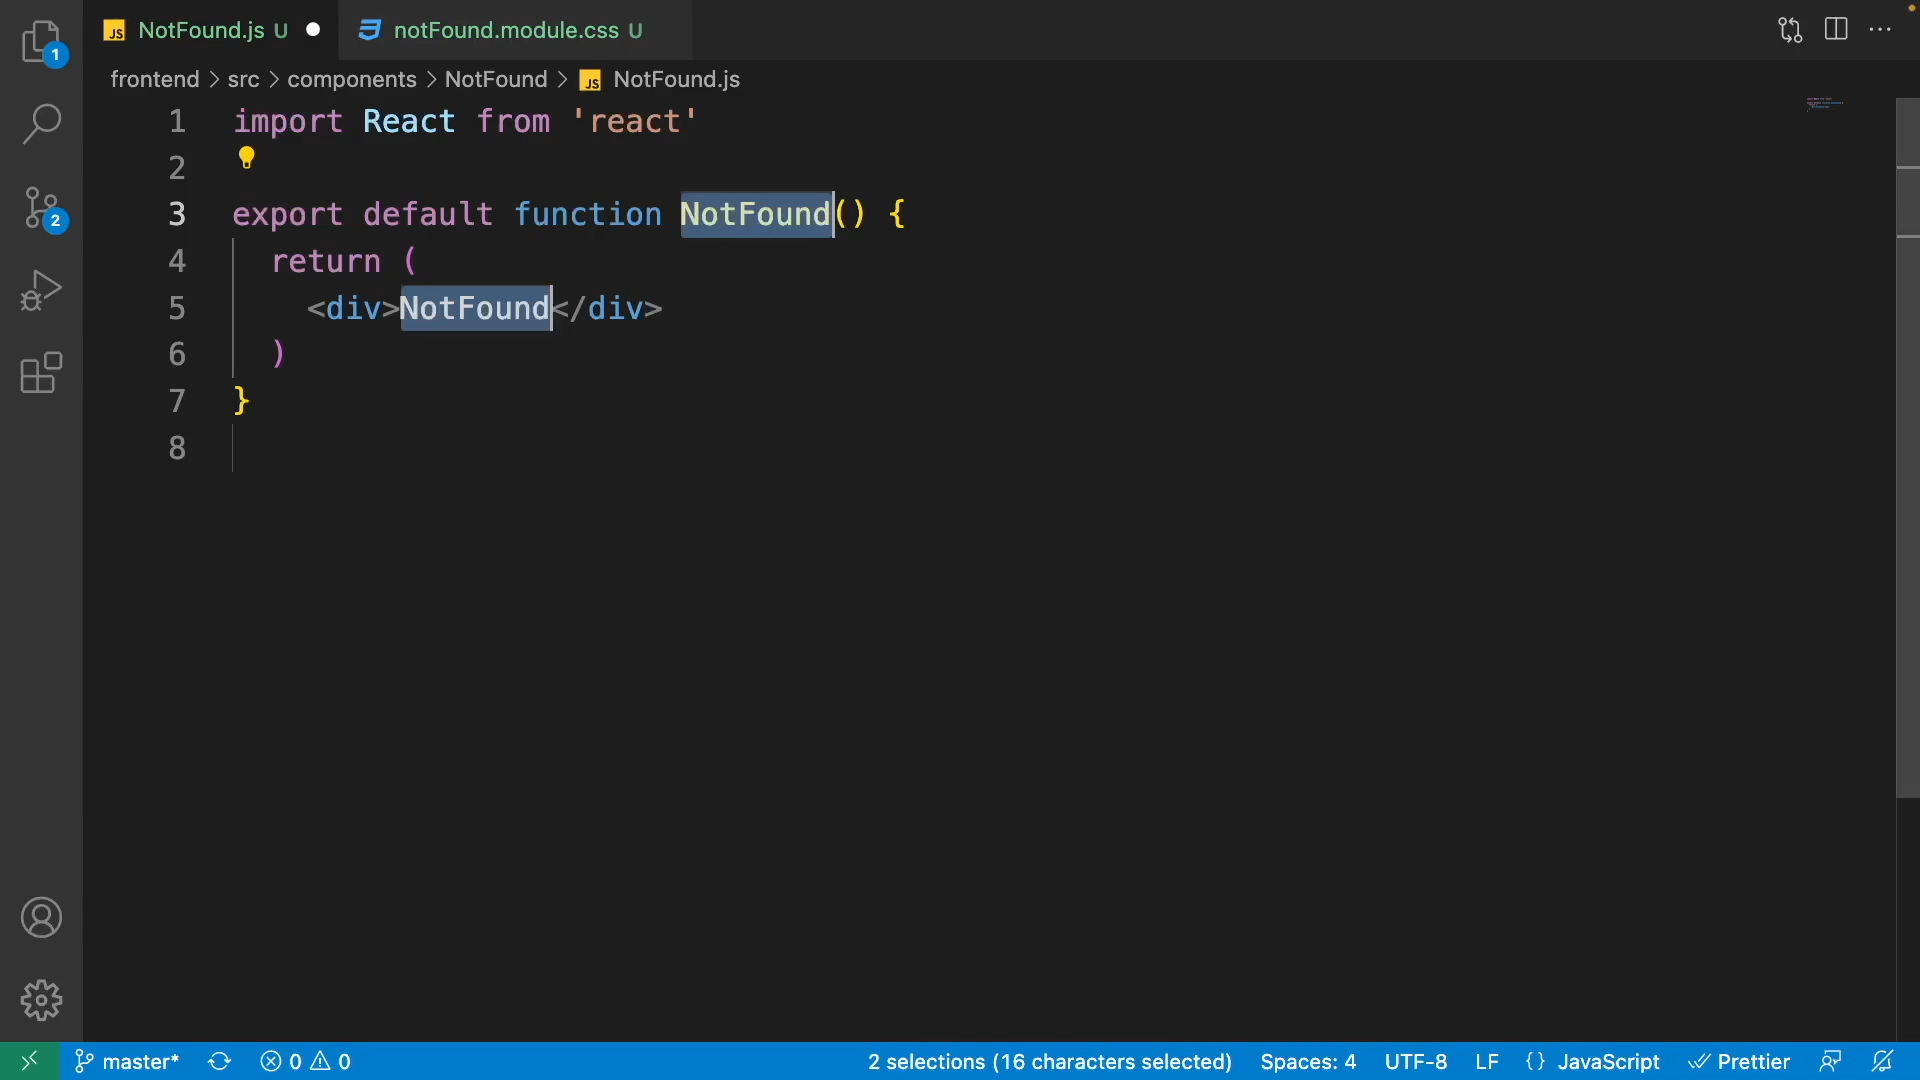 1
2
JS NotFound.js U
notFound.module.css U
frontend > src > components > NotFound > JS NotFound.js
1 import React from 'react'
2
3 export default function NotFound() {
4   return (
5     <div>NotFound</div>
6   )
7 }
8
master* 0 0 2 selections (16 characters selected) Spaces: 4 UTF-8 LF {} JavaScript Prettier